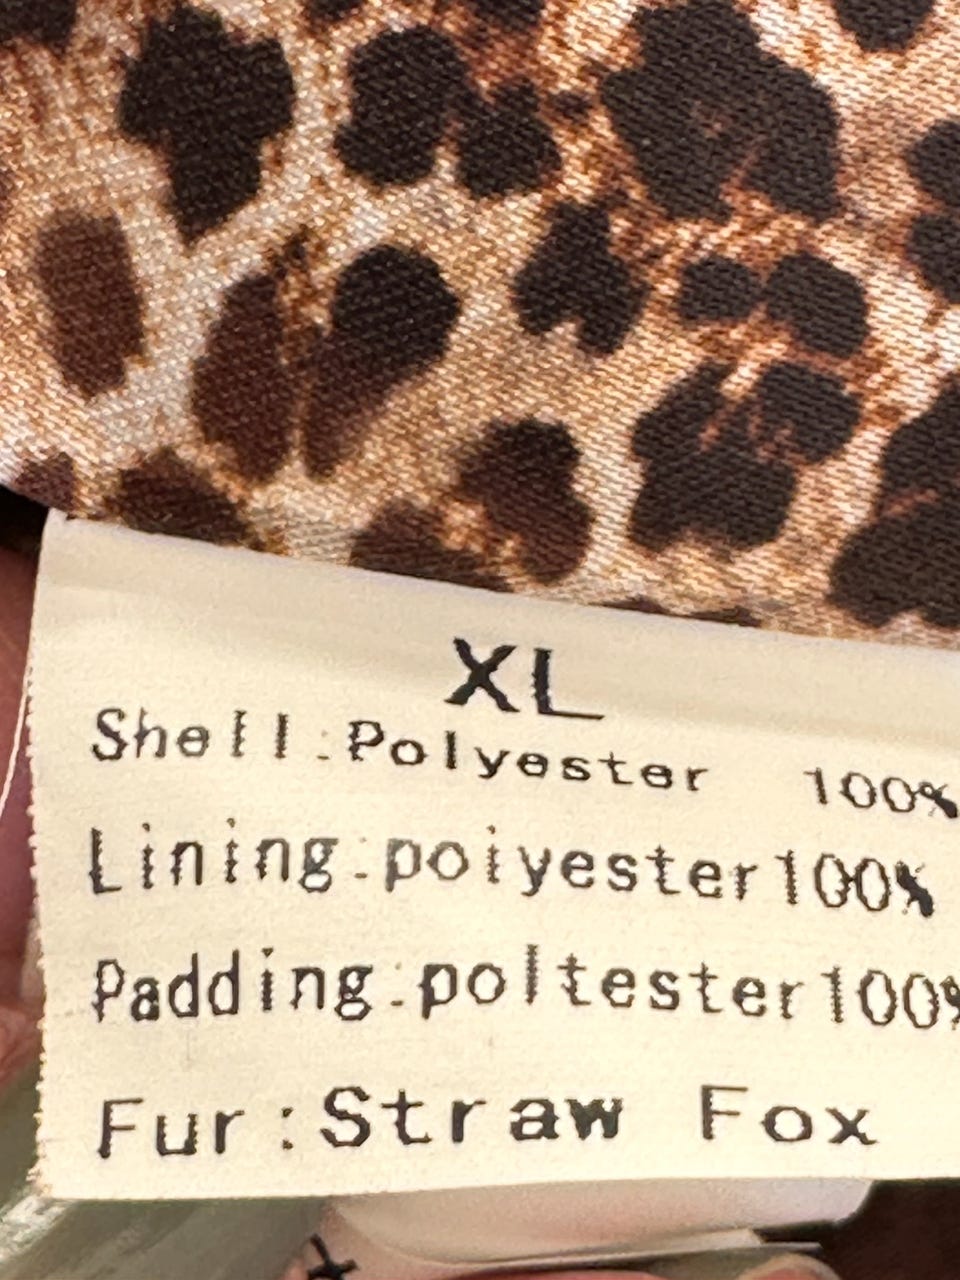 XL
Shell:Polyester 100%
Lining:poiyester100%
Padding:poltester100%
Fur:Straw Fox